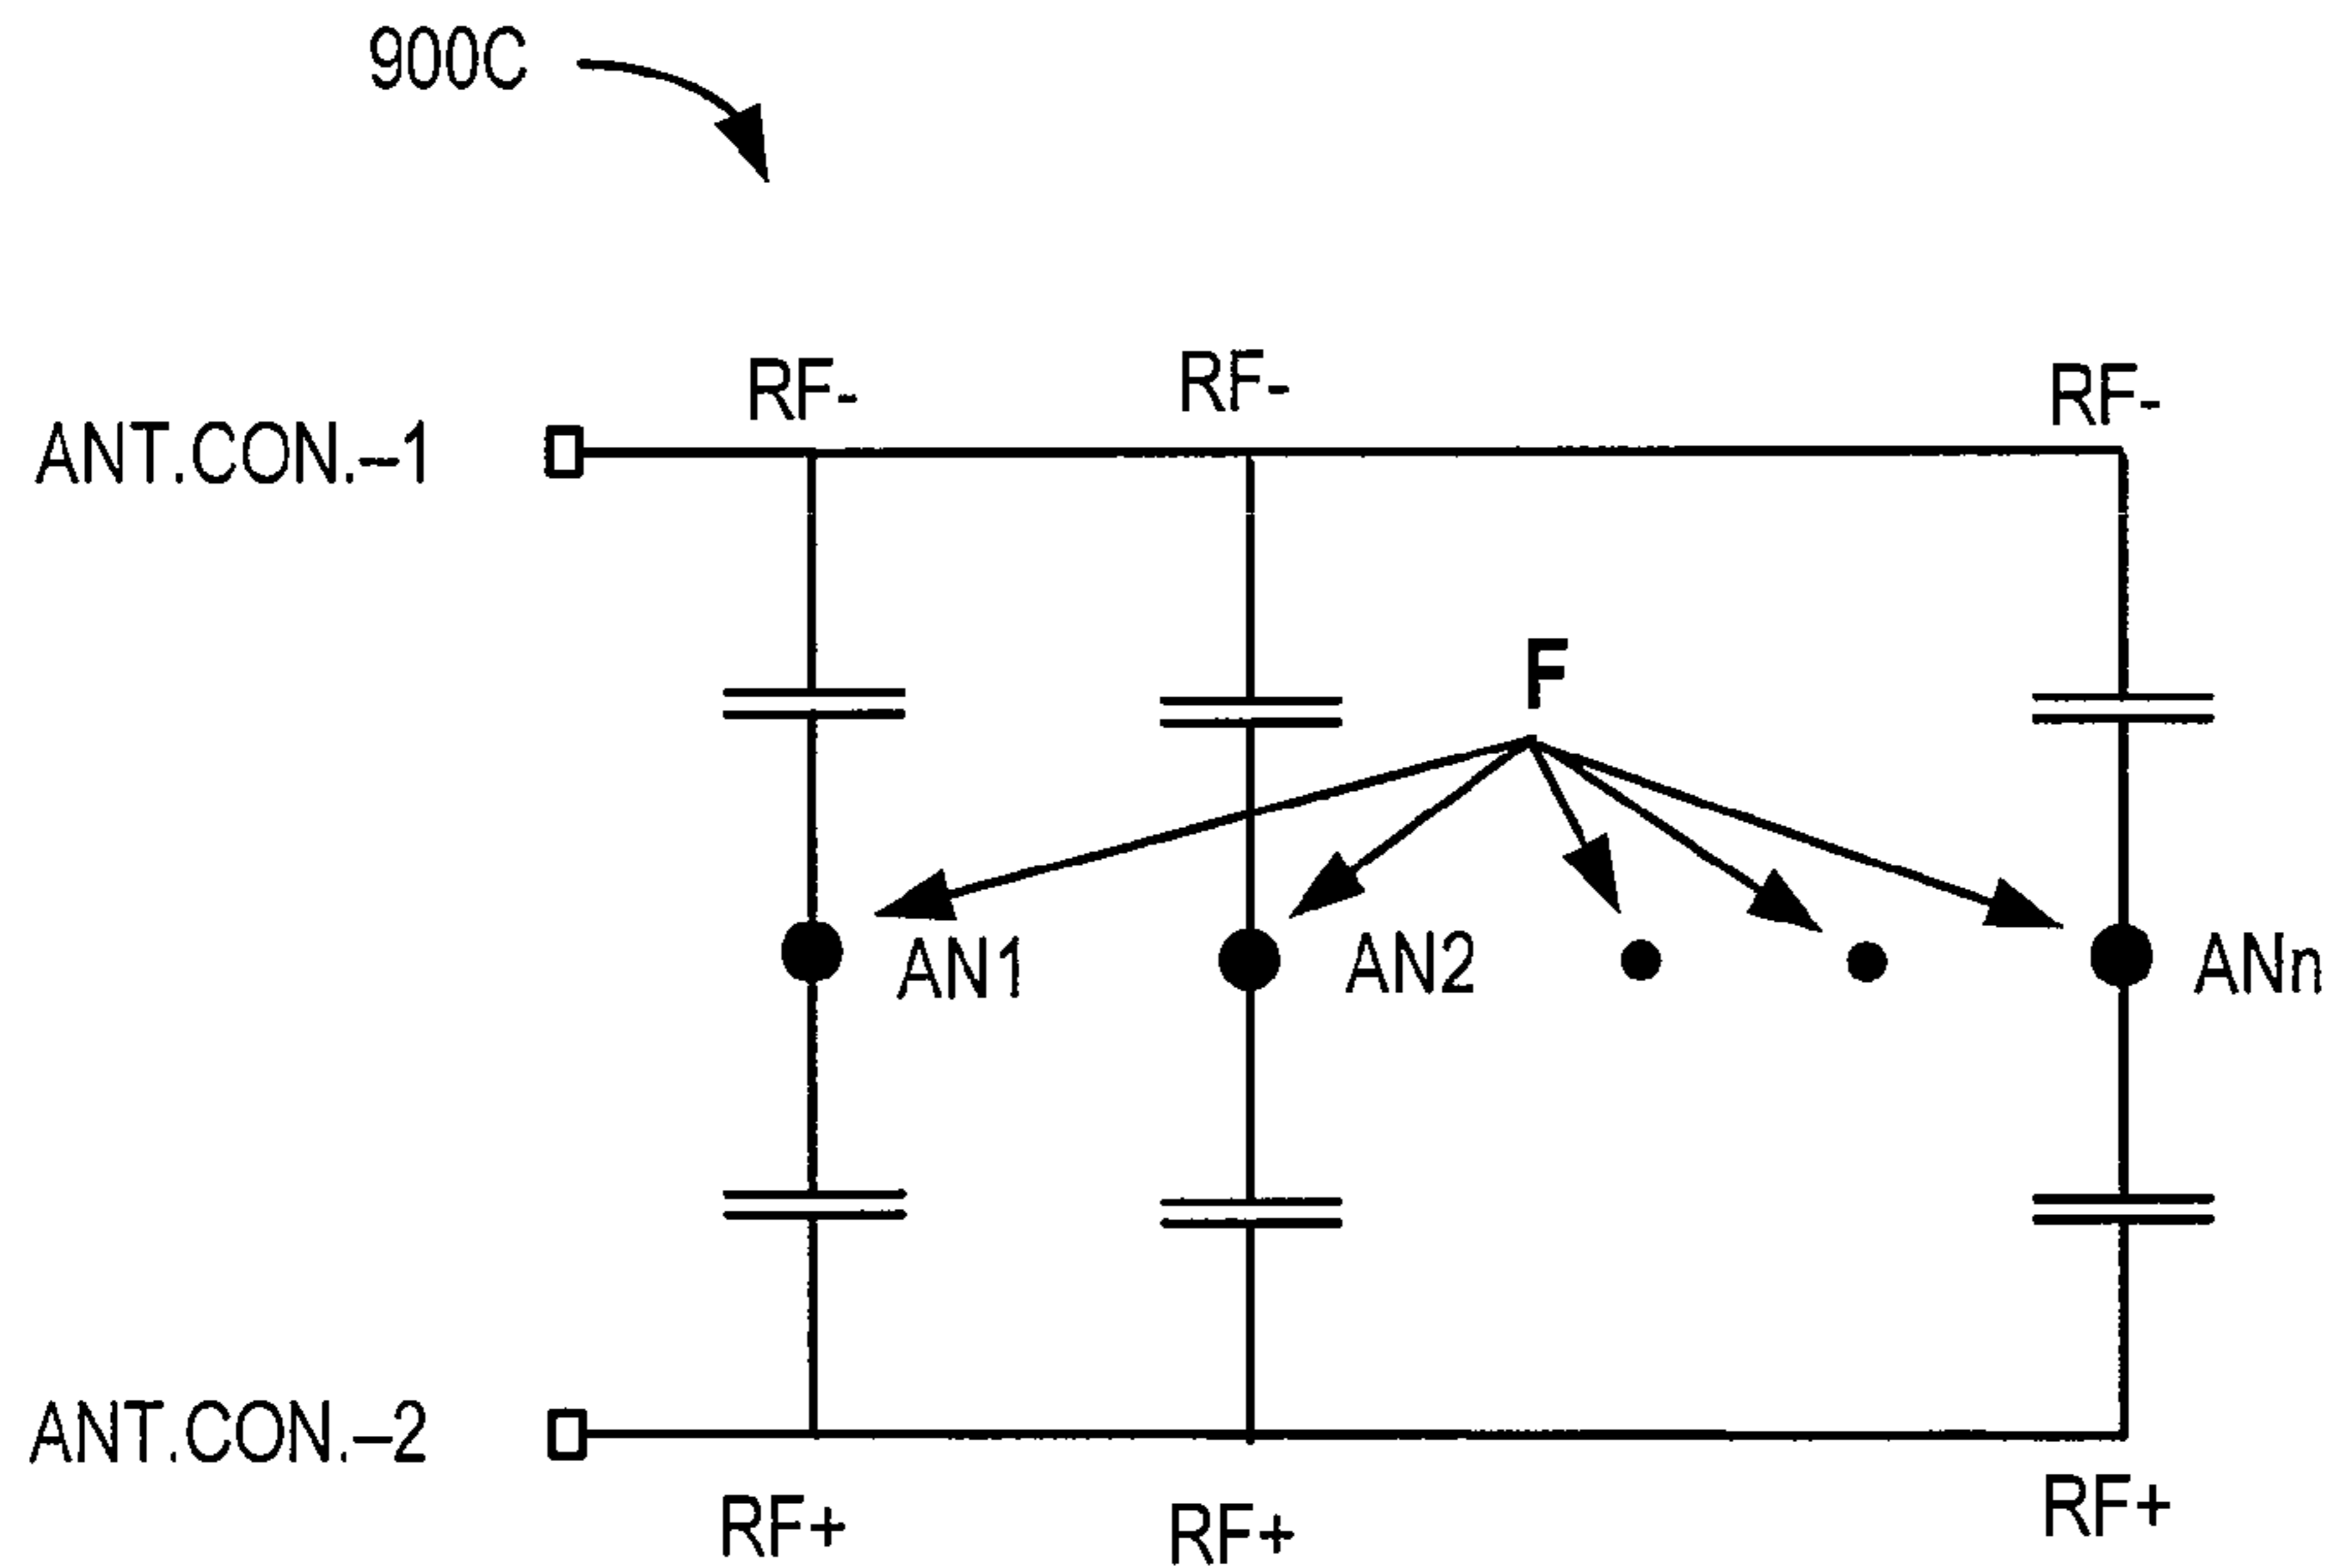 900C
RF- RF- RF-
ANT.CON.-1
F
AN1 AN2 ANn
ANT.CON.-2
RF+ RF+ RF+